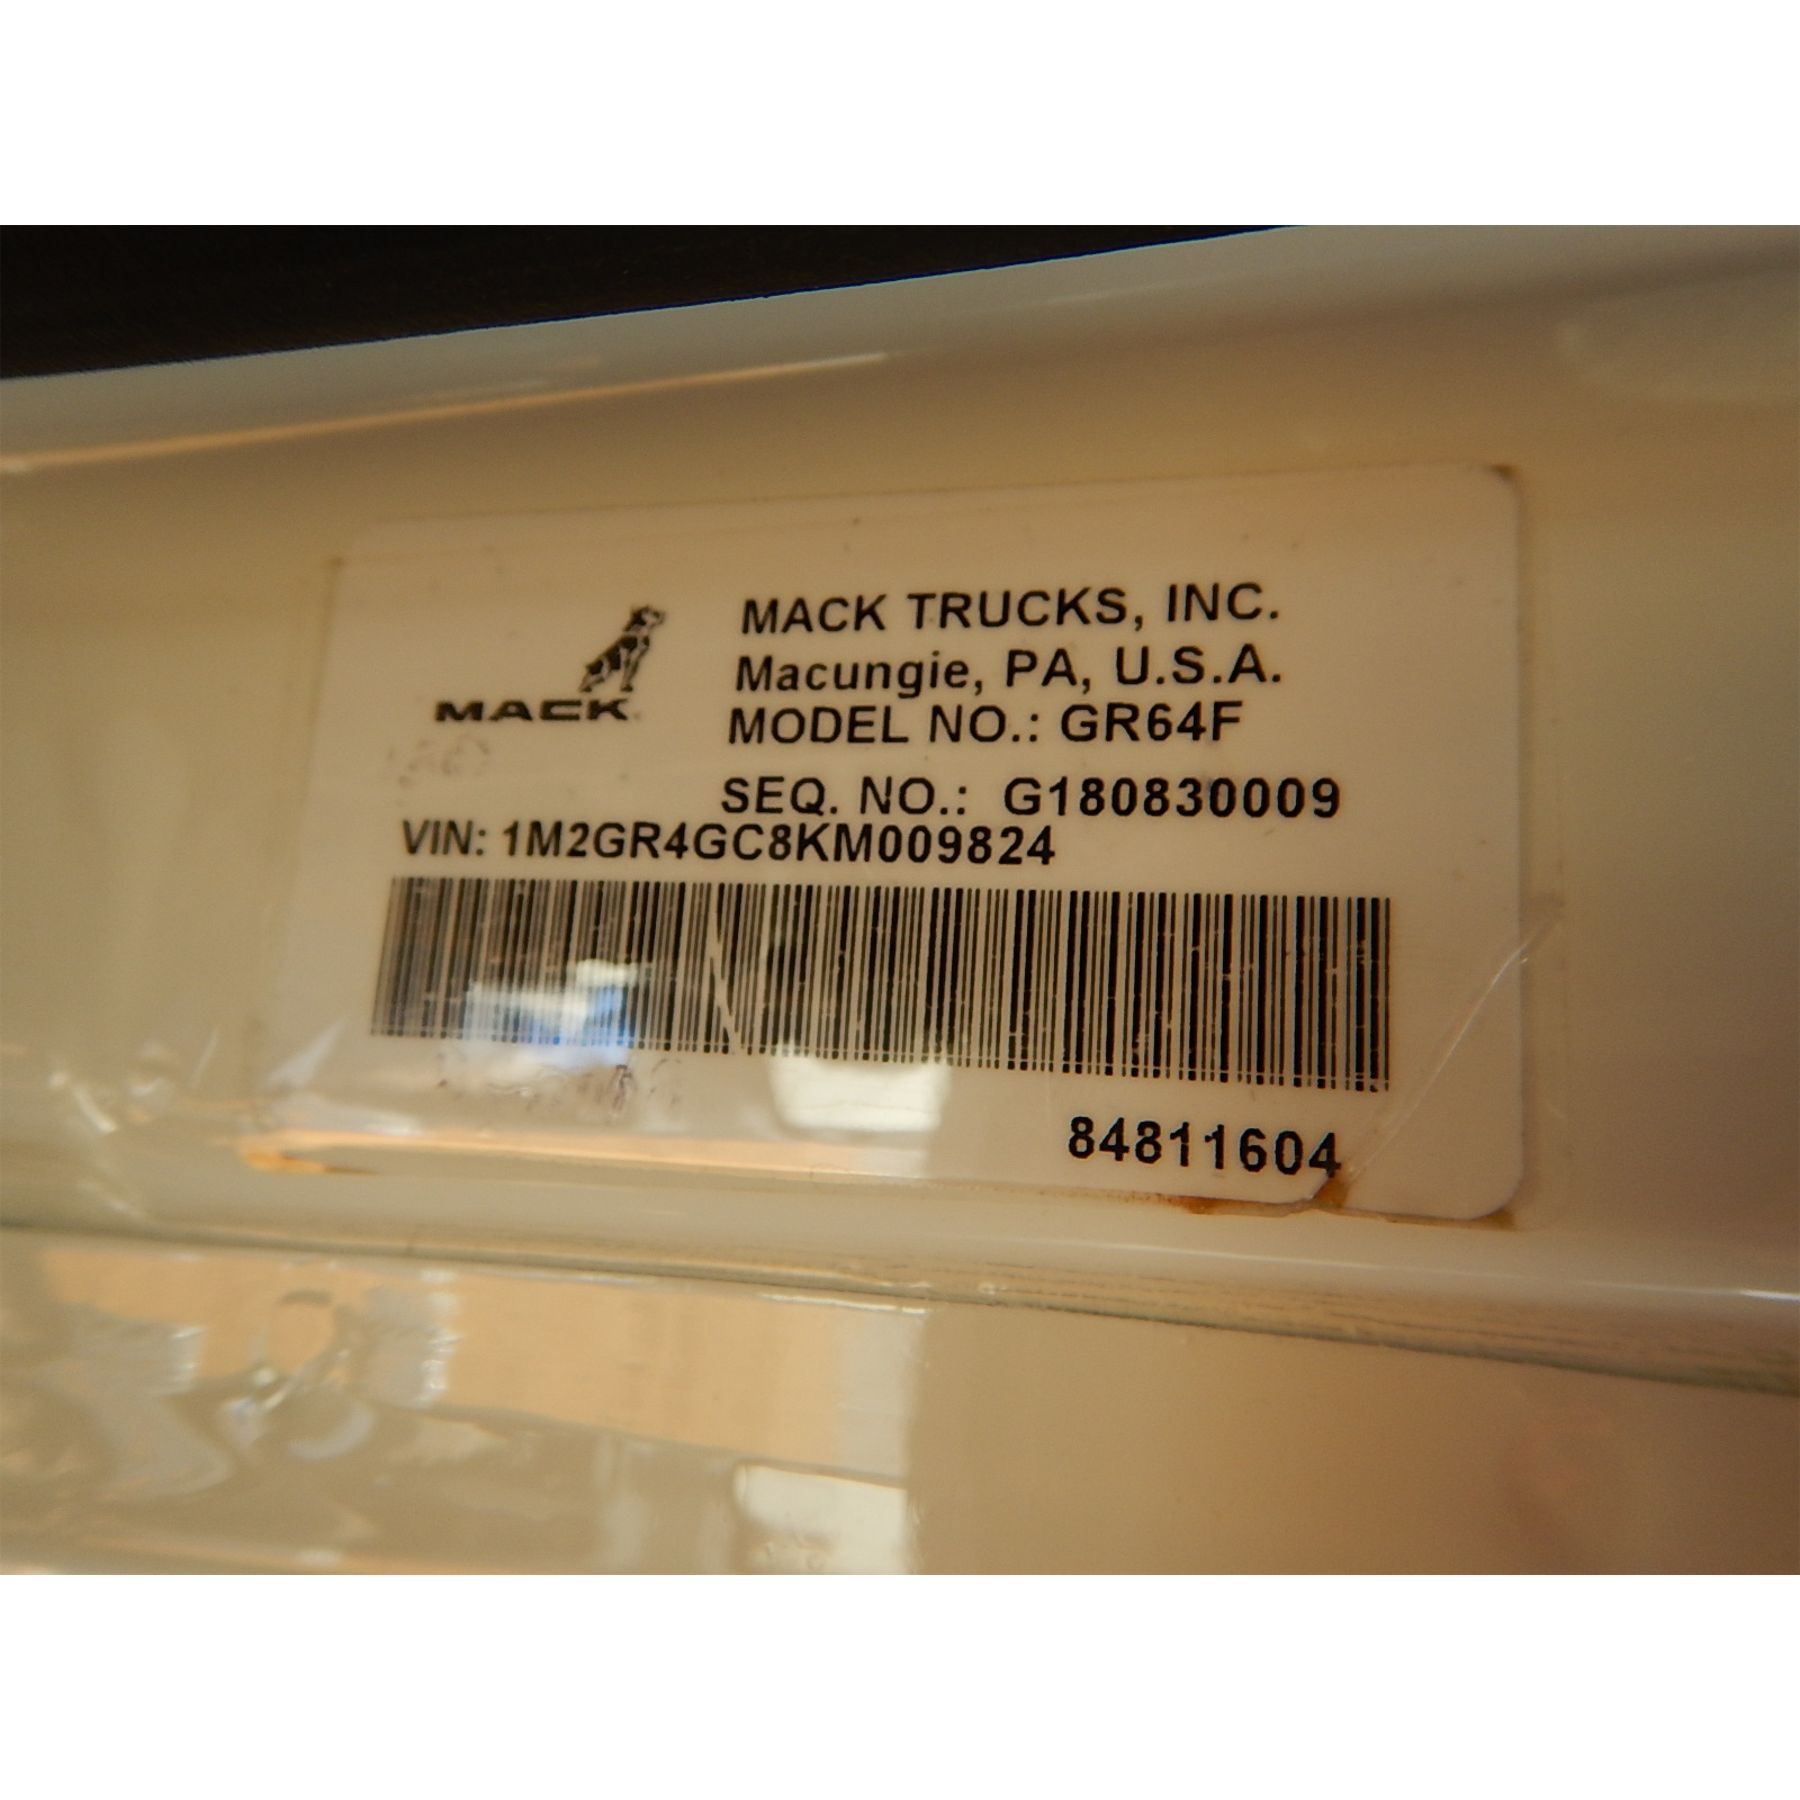 MACK
MACK TRUCKS, INC.
Macungie, PA, U.S.A.
MODEL NO.: GR64F
SEQ. NO.: G180830009
VIN: 1M2GR4GC8KM009824
84811604